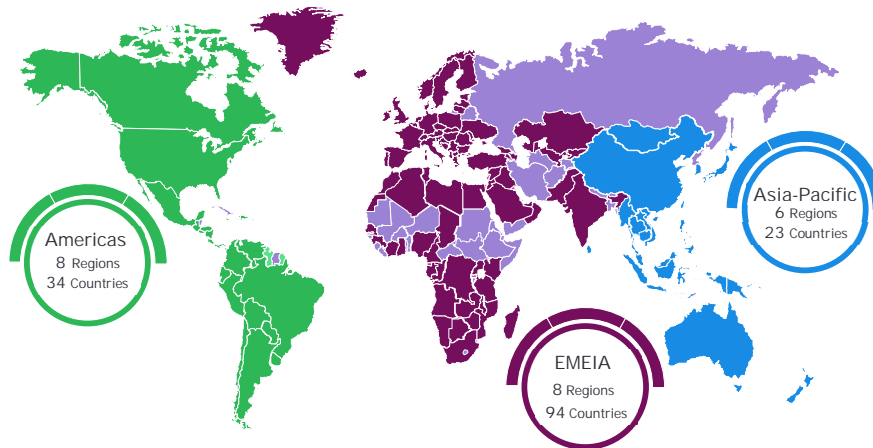 Americas
8 Regions
34 Countries
Asia-Pacific
6 Regions
23 Countries
EMEIA
8 Regions
94 Countries